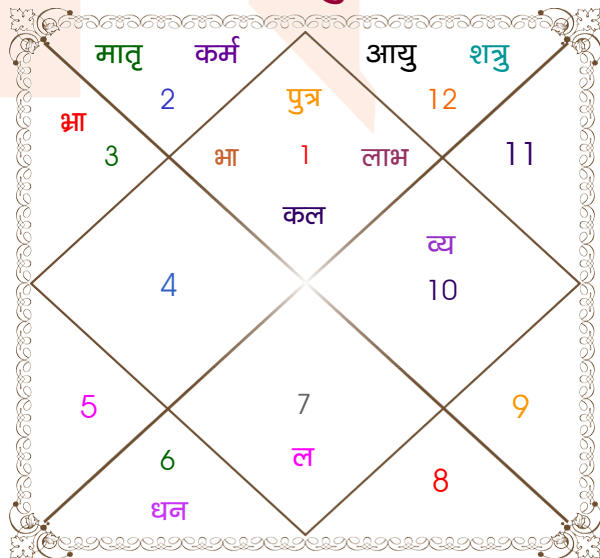 मातृ कर्म आयु शत्रु
2 पुत्र 12
भ्रा
3 भा 1 लाभ 11
कल
व्य
4 10
5 7 9
6 ल 8
धन